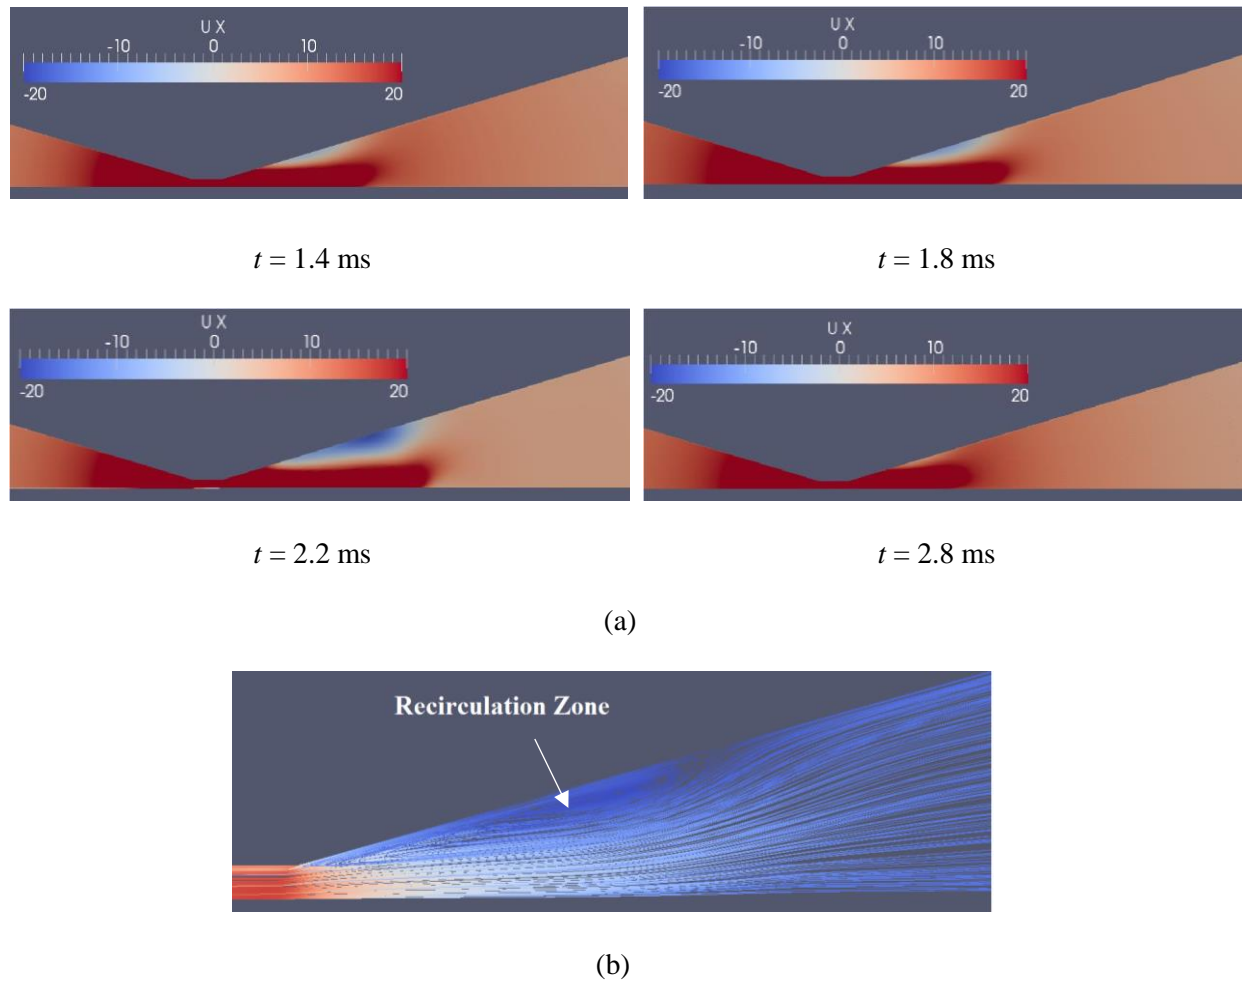 U X
-10 0 10
-20 20
U X
-10 0 10
-20 20
t = 1.4 ms
t = 1.8 ms
U X
-10 0 10
-20 20
U X
-10 0 10
-20 20
t = 2.2 ms
t = 2.8 ms
(a)
Recirculation Zone
(b)